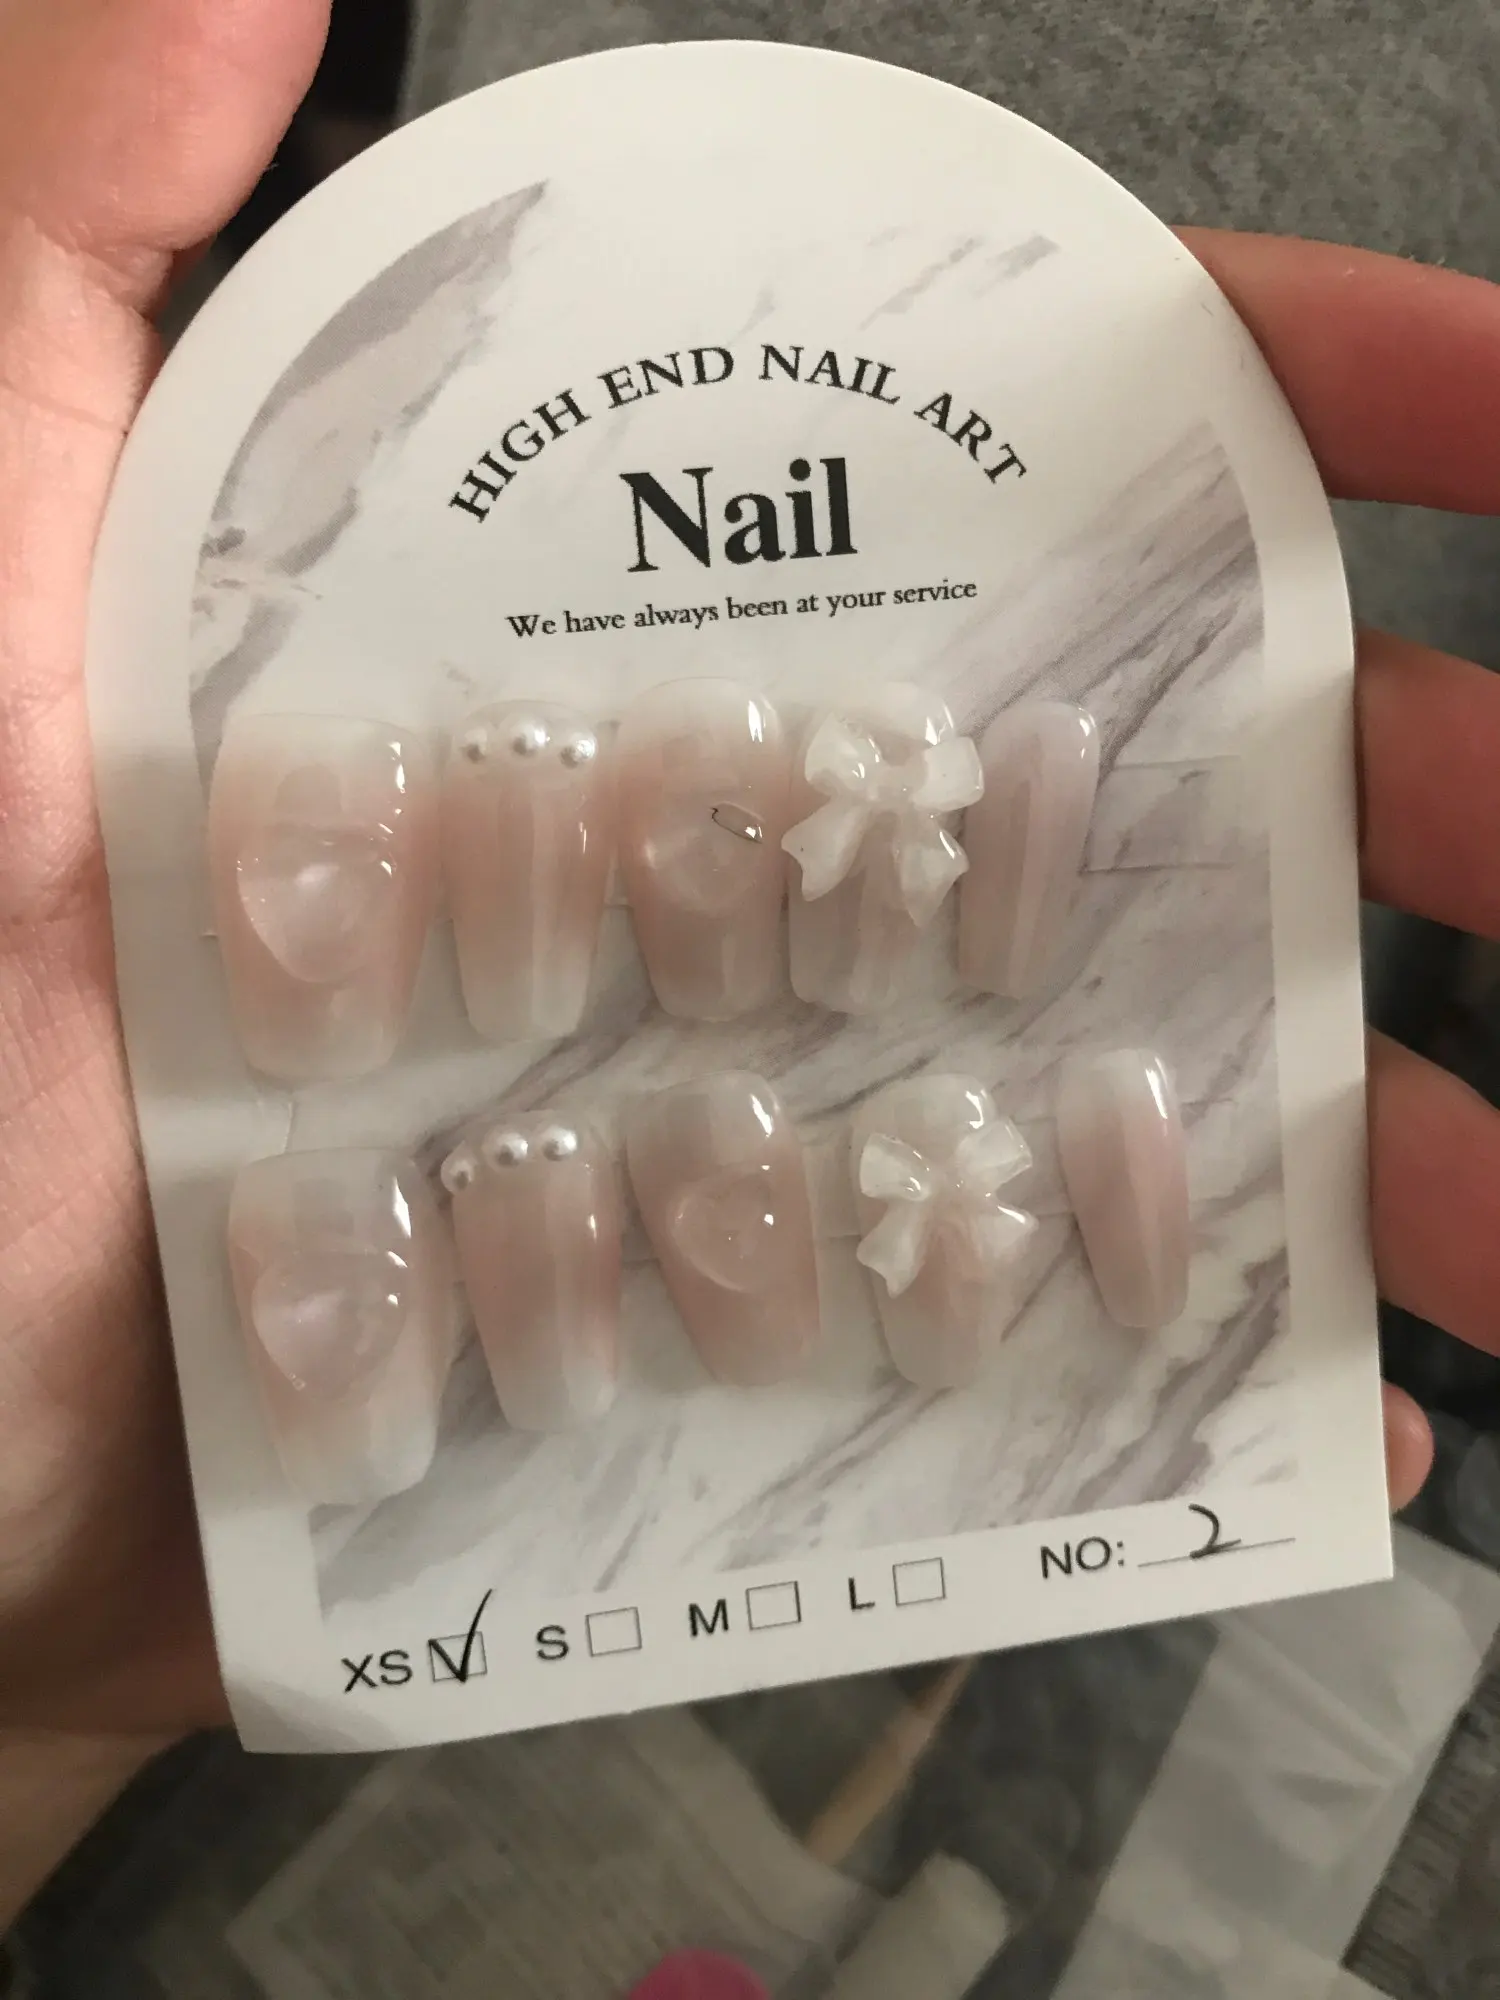 HIGH END NAIL ART
Nail
We have always been at your service
XS S M L NO: 2